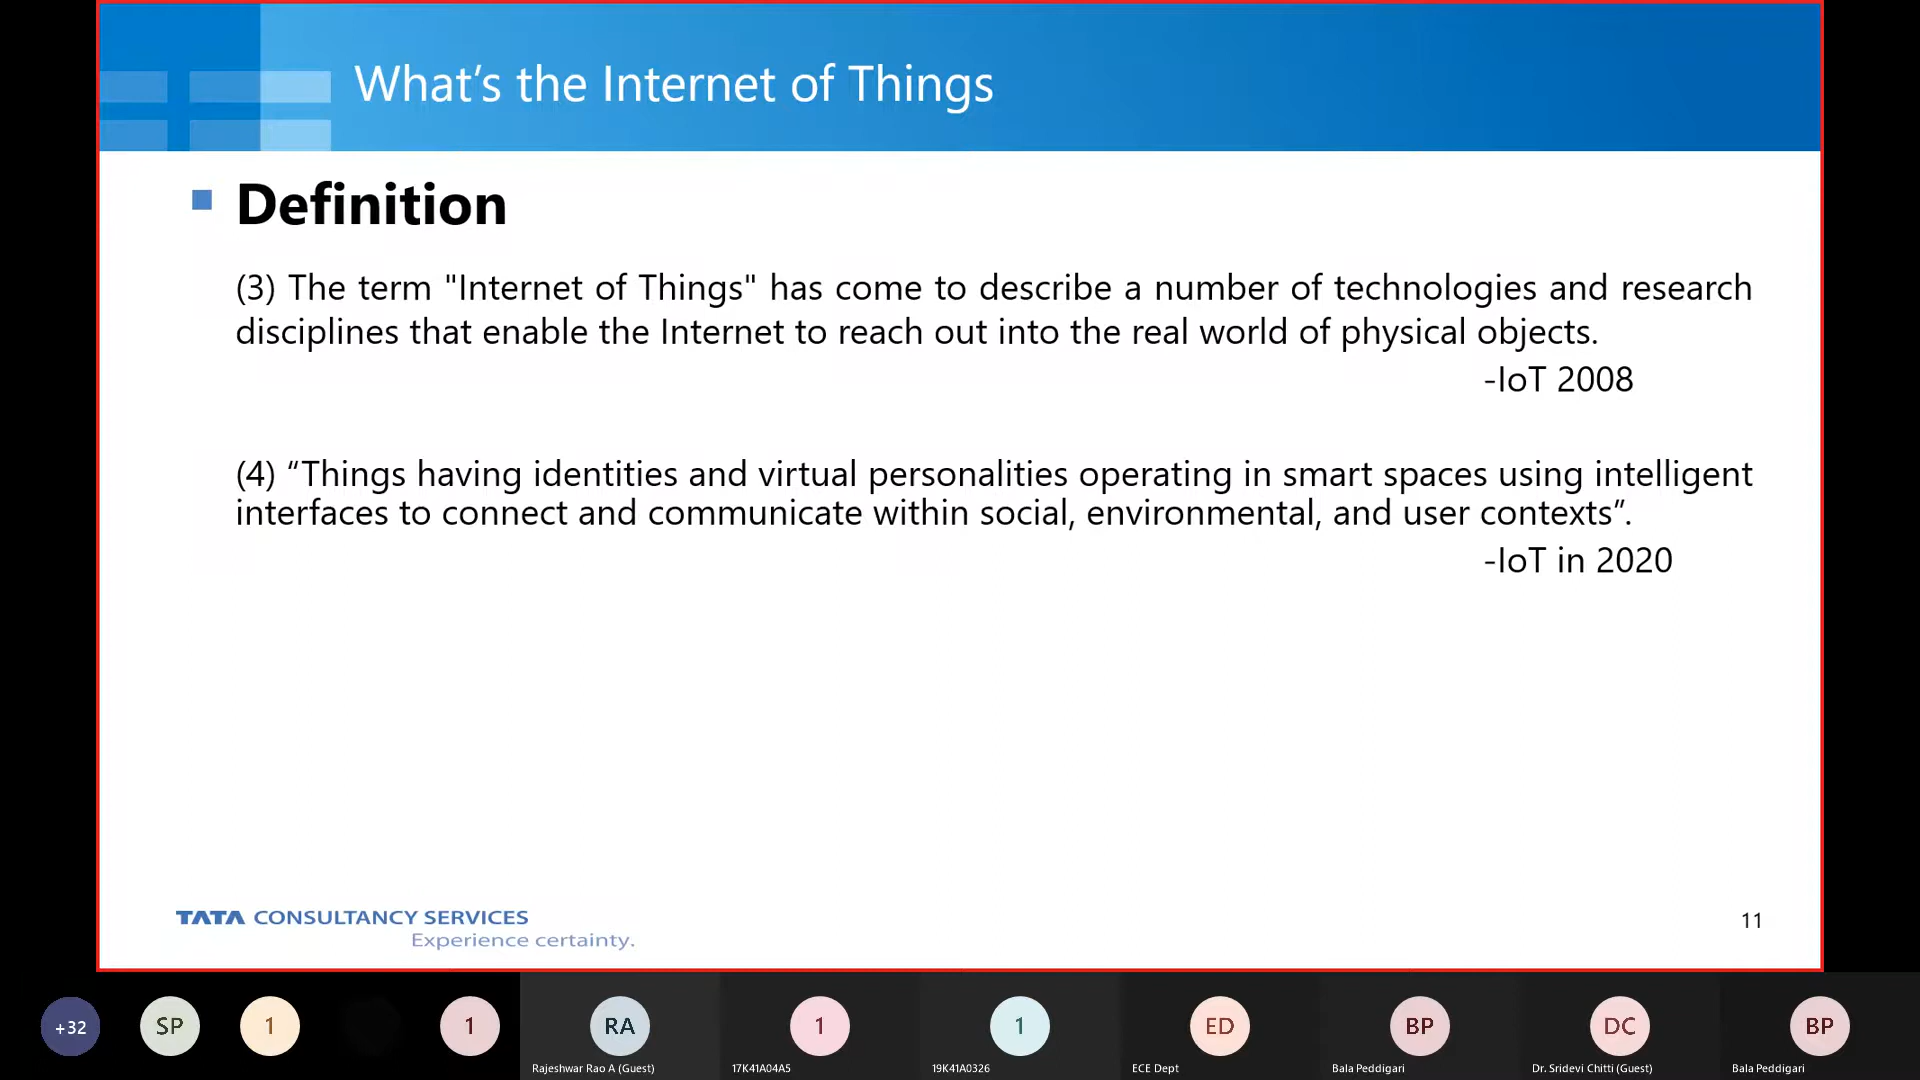 What’s the Internet of Things
Definition
(3) The term "Internet of Things" has come to describe a number of technologies and research
disciplines that enable the Internet to reach out into the real world of physical objects.
-IoT 2008
(4) “Things having identities and virtual personalities operating in smart spaces using intelligent
interfaces to connect and communicate within social, environmental, and user contexts”.
-IoT in 2020
TATA CONSULTANCY SERVICES
Experience certainty.
11
+32
SP
1
1
RA
1
1
ED
BP
DC
BP
Rajeshwar Rao A (Guest)
17K41A04A5
19K41A0326
ECE Dept
Bala Peddigari
Dr. Sridevi Chitti (Guest)
Bala Peddigari